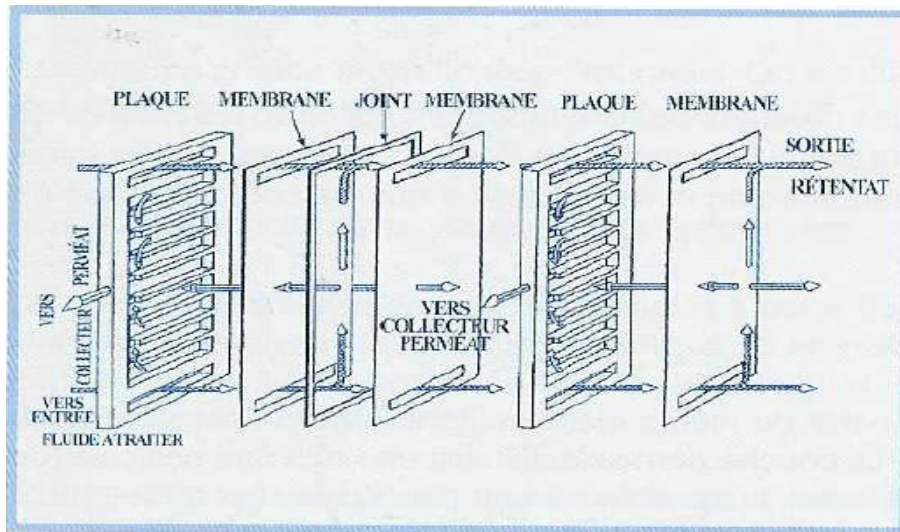 PLAQUE MEMBRANE JOINT MEMBRANE PLAQUE MEMBRANE
SORTIE
RÉTENTAT
VERS
COLLECTEUR PERMÉAT
VERS
COLLECTEUR
PERMÉAT
VERS
ENTRÉE
FLUIDE A TRAITER